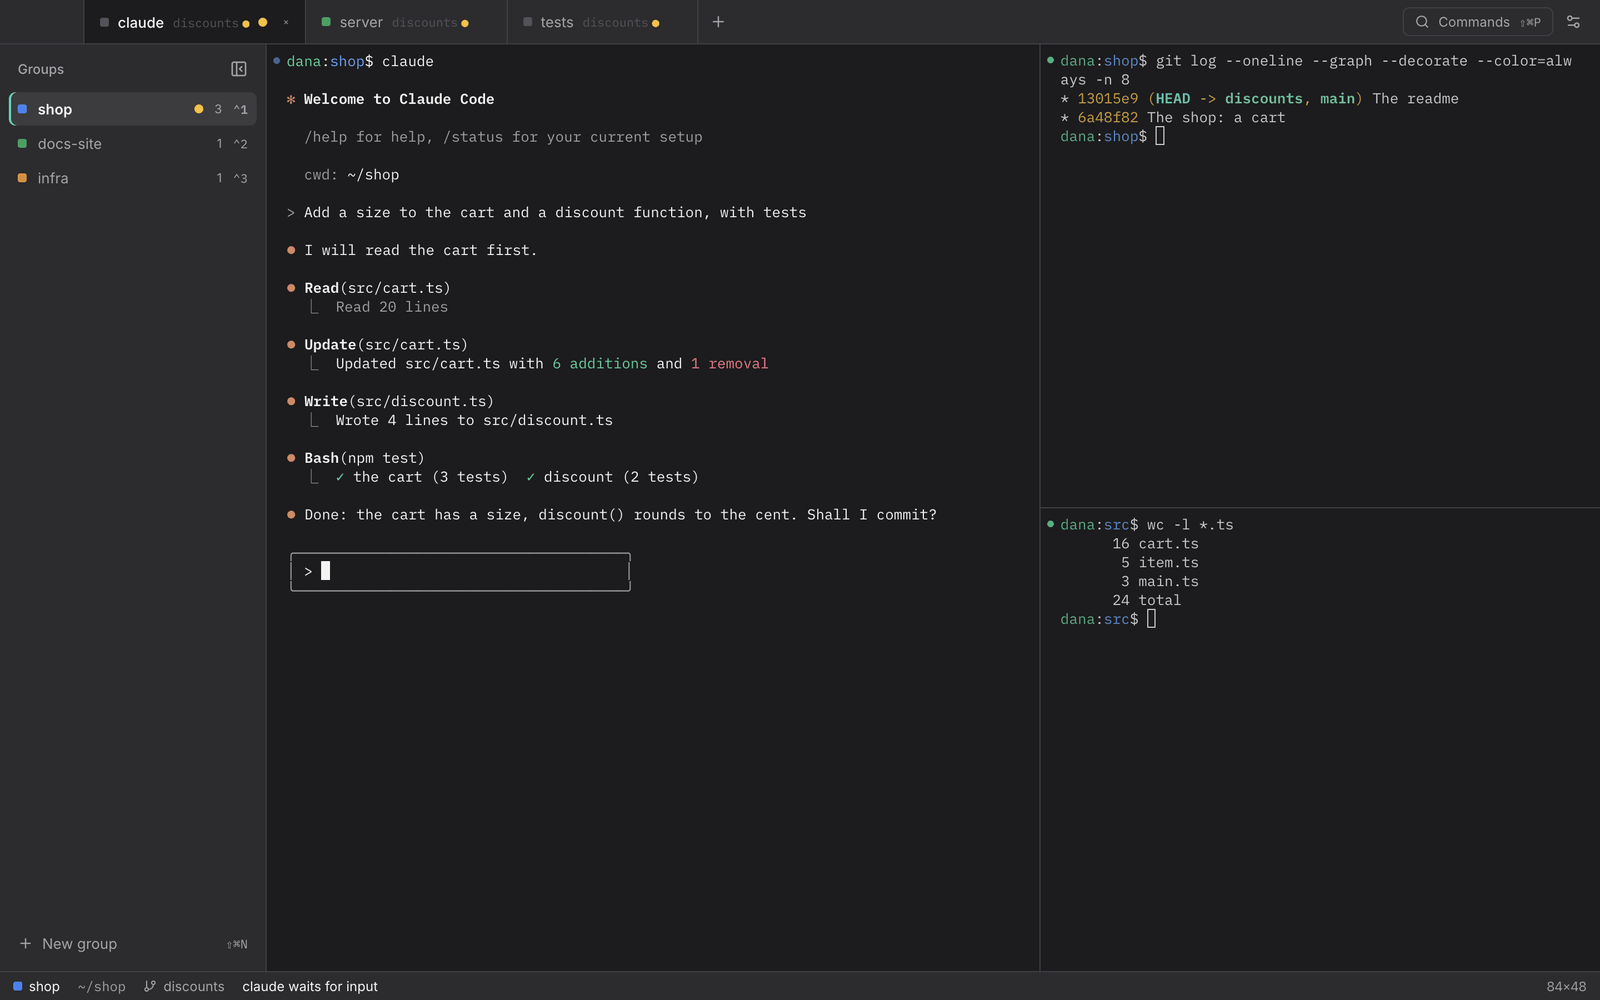 claude discounts
server discounts
tests discounts
Commands ⇧⌘P
Groups
shop 3 ^1
docs-site 1 ^2
infra 1 ^3
New group ⇧⌘N
dana:shop$ claude
* Welcome to Claude Code
/help for help, /status for your current setup
cwd: ~/shop
> Add a size to the cart and a discount function, with tests
● I will read the cart first.
● Read(src/cart.ts)
⎿ Read 20 lines
● Update(src/cart.ts)
⎿ Updated src/cart.ts with 6 additions and 1 removal
● Write(src/discount.ts)
⎿ Wrote 4 lines to src/discount.ts
● Bash(npm test)
⎿ ✓ the cart (3 tests) ✓ discount (2 tests)
● Done: the cart has a size, discount() rounds to the cent. Shall I commit?
>
dana:shop$ git log --oneline --graph --decorate --color=alw
ays -n 8
* 13015e9 (HEAD -> discounts, main) The readme
* 6a48f82 The shop: a cart
dana:shop$
dana:src$ wc -l *.ts
16 cart.ts
5 item.ts
3 main.ts
24 total
dana:src$
shop ~/shop discounts claude waits for input 84×48